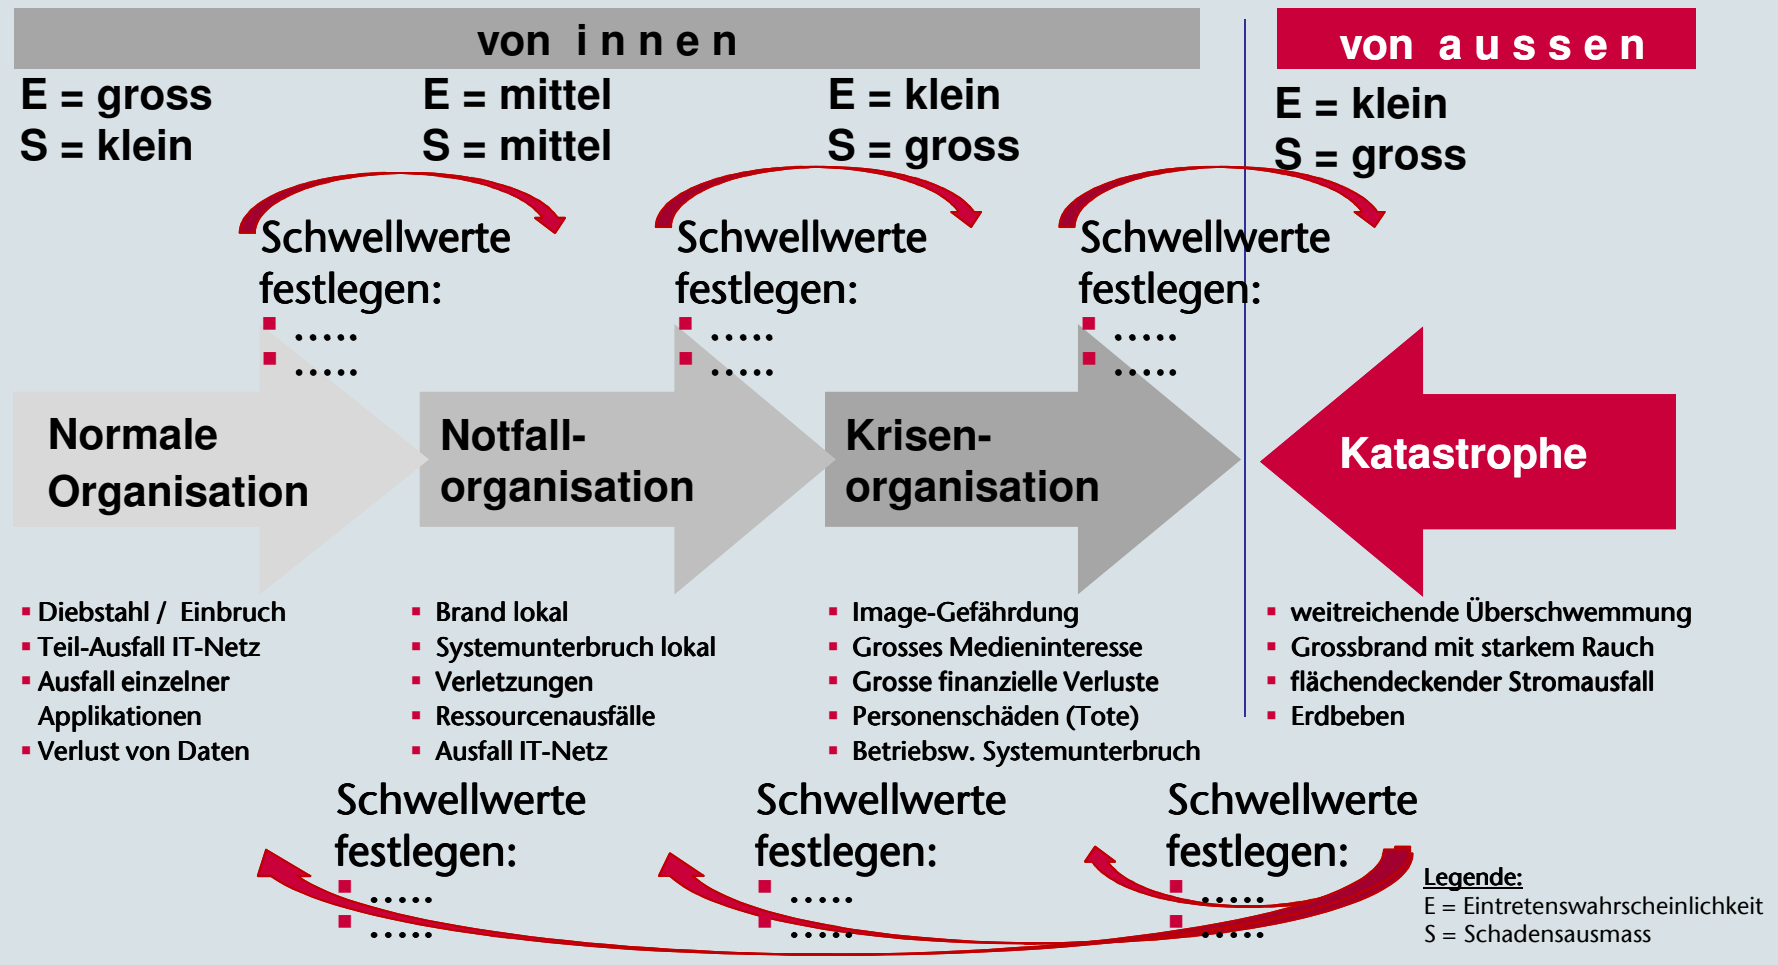 von i n n e n
von a u s s e n
E = gross
S = klein
E = mittel
S = mittel
E = klein
S = gross
E = klein
S = gross
Schwellwerte
festlegen:
▪ .....
▪ .....
Schwellwerte
festlegen:
▪ .....
▪ .....
Schwellwerte
festlegen:
▪ .....
▪ .....
Normale
Organisation
Notfall-
organisation
Krisen-
organisation
Katastrophe
▪ Diebstahl / Einbruch
▪ Teil-Ausfall IT-Netz
▪ Ausfall einzelner
Applikationen
▪ Verlust von Daten
▪ Brand lokal
▪ Systemunterbruch lokal
▪ Verletzungen
▪ Ressourcenausfälle
▪ Ausfall IT-Netz
▪ Image-Gefährdung
▪ Grosses Medieninteresse
▪ Grosse finanzielle Verluste
▪ Personenschäden (Tote)
▪ Betriebsw. Systemunterbruch
▪ weitreichende Überschwemmung
▪ Grossbrand mit starkem Rauch
▪ flächendeckender Stromausfall
▪ Erdbeben
Schwellwerte
festlegen:
▪ .....
▪ .....
Schwellwerte
festlegen:
▪ .....
▪ .....
Schwellwerte
festlegen:
▪ .....
▪ .....
Legende:
E = Eintretenswahrscheinlichkeit
S = Schadensausmass